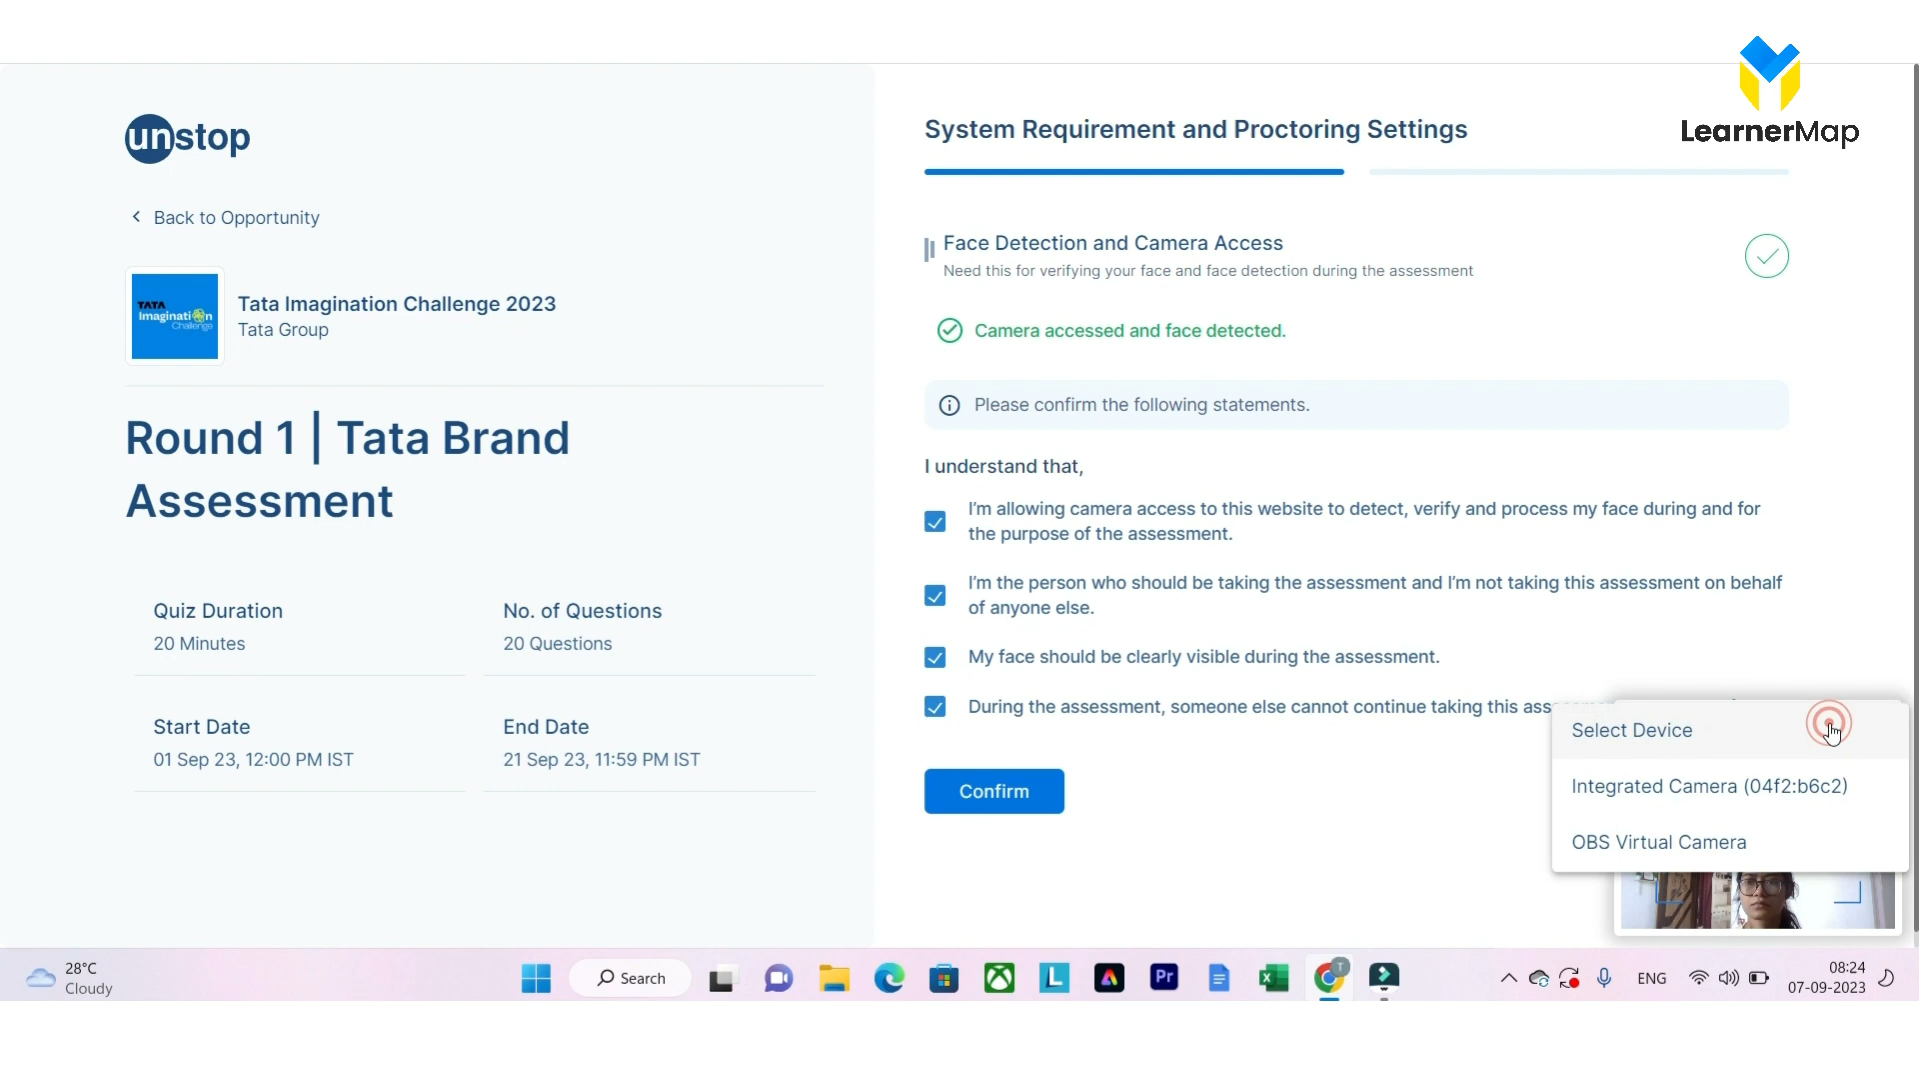 LearnerMap
unstop
Back to Opportunity
TATA
Imagination
Challenge
Tata Imagination Challenge 2023
Tata Group
Round 1 | Tata Brand
Assessment
Quiz Duration
20 Minutes
No. of Questions
20 Questions
Start Date
01 Sep 23, 12:00 PM IST
End Date
21 Sep 23, 11:59 PM IST
System Requirement and Proctoring Settings
Face Detection and Camera Access
Need this for verifying your face and face detection during the assessment
Camera accessed and face detected.
Please confirm the following statements.
I understand that,
I'm allowing camera access to this website to detect, verify and process my face during and for
the purpose of the assessment.
I'm the person who should be taking the assessment and I'm not taking this assessment on behalf
of anyone else.
My face should be clearly visible during the assessment.
During the assessment, someone else cannot continue taking this
Confirm
Select Device
Integrated Camera (04f2:b6c2)
OBS Virtual Camera
28°C
Cloudy
Search
L
Pr
T
ENG
08:24
07-09-2023